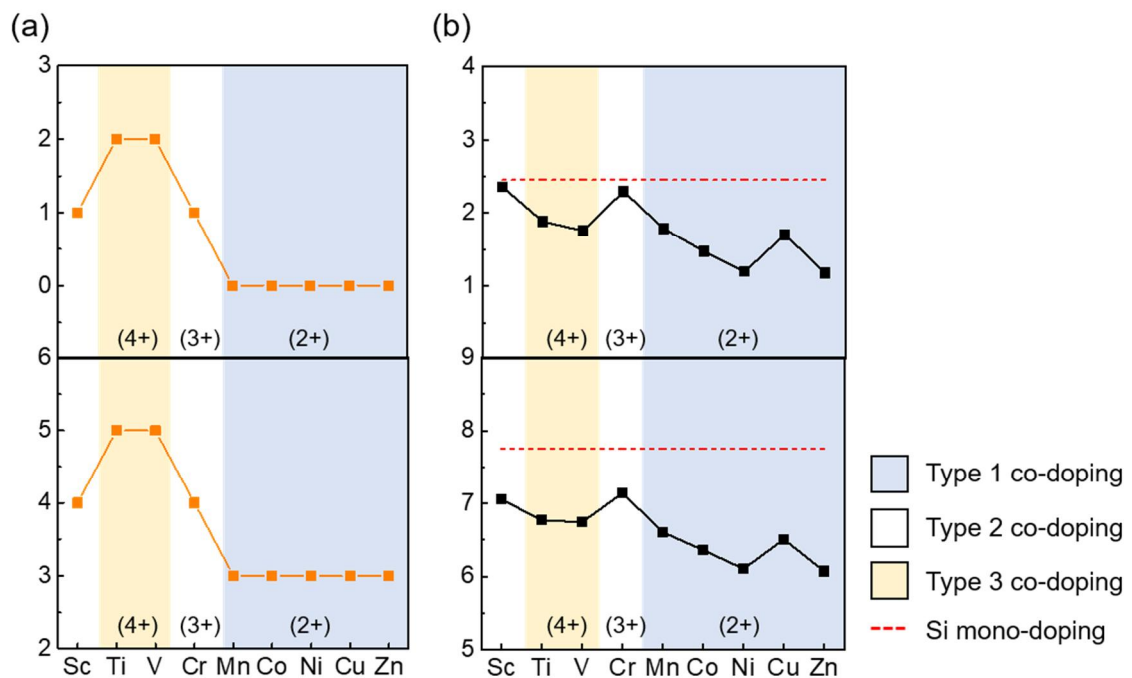 (a)
3
2
1
0
(4+) (3+) (2+)
6
5
4
3
2
(4+) (3+) (2+)
Sc Ti V Cr Mn Co Ni Cu Zn
(b)
4
3
2
1
(4+) (3+) (2+)
9
8
7
6
5
(4+) (3+) (2+)
Sc Ti V Cr Mn Co Ni Cu Zn
Type 1 co-doping
Type 2 co-doping
Type 3 co-doping
Si mono-doping